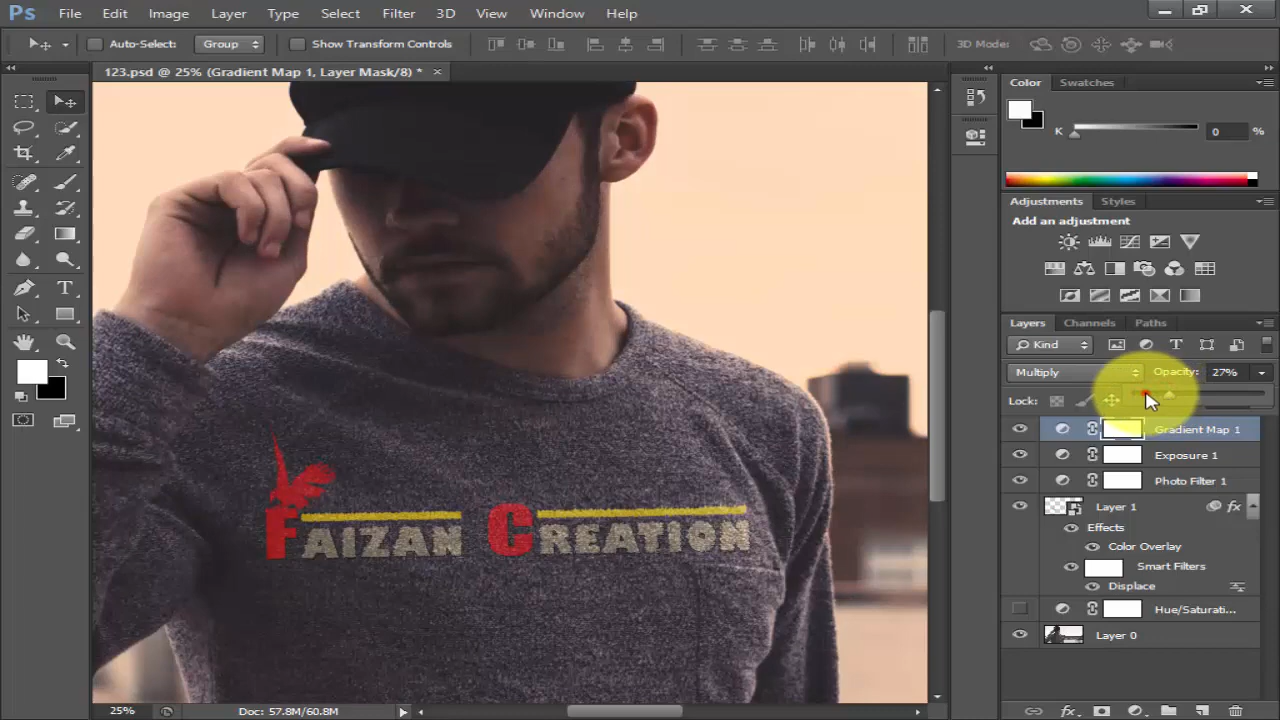 Ps File Edit Image Layer Type Select Filter 3D View Window Help
Auto-Select: Group Show Transform Controls 3D Mode:
123.psd @ 25% (Gradient Map 1, Layer Mask/8) * ×
Color Swatches
K 0 %
Adjustments Styles
Add an adjustment
Layers Channels Paths
Kind
Multiply Opacity: 27%
Lock:
Gradient Map 1
Exposure 1
Photo Filter 1
Layer 1 fx
Effects
Color Overlay
Smart Filters
Displace
Hue/Saturati...
Layer 0
FAIZAN CREATION
25% Doc: 57.8M/60.8M
fx